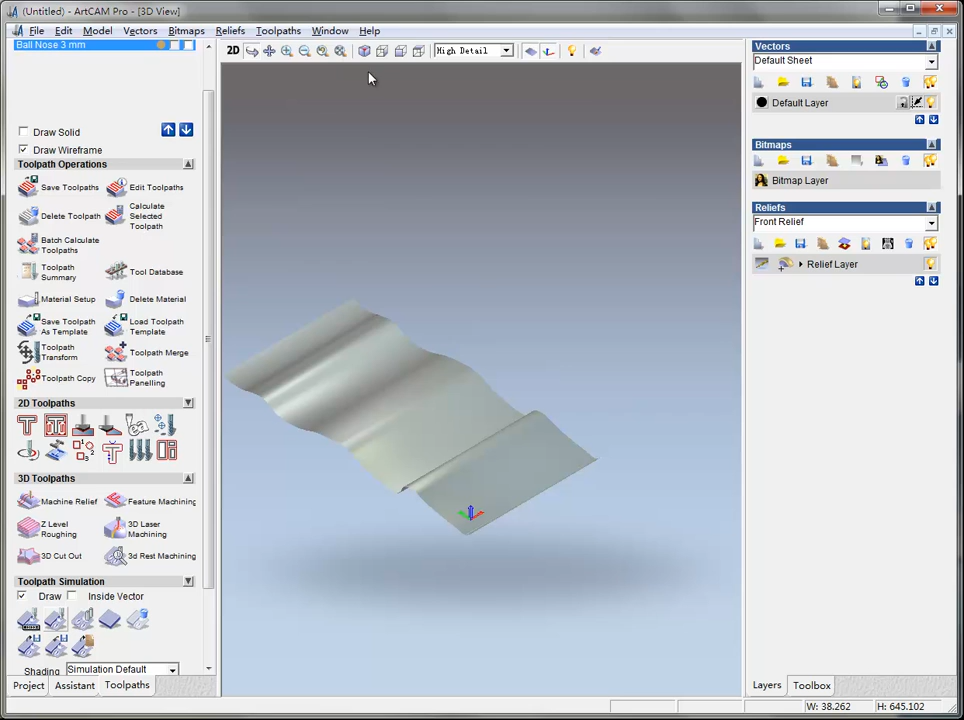 (Untitled) - ArtCAM Pro - [3D View]
File Edit Model Vectors Bitmaps Reliefs Toolpaths Window Help
Ball Nose 3 mm
2D
High Detail
Draw Solid
Draw Wireframe
Toolpath Operations
Save Toolpaths
Edit Toolpaths
Delete Toolpath
Calculate Selected Toolpath
Batch Calculate Toolpaths
Toolpath Summary
Tool Database
Material Setup
Delete Material
Save Toolpath As Template
Load Toolpath Template
Toolpath Transform
Toolpath Merge
Toolpath Copy
Toolpath Panelling
2D Toolpaths
3D Toolpaths
Machine Relief
Feature Machining
Z Level Roughing
3D Laser Machining
3D Cut Out
3d Rest Machining
Toolpath Simulation
Draw
Inside Vector
Shading
Simulation Default
Project Assistant Toolpaths
Vectors
Default Sheet
Default Layer
Bitmaps
Bitmap Layer
Reliefs
Front Relief
Relief Layer
Layers Toolbox
W: 38.262 H: 645.102